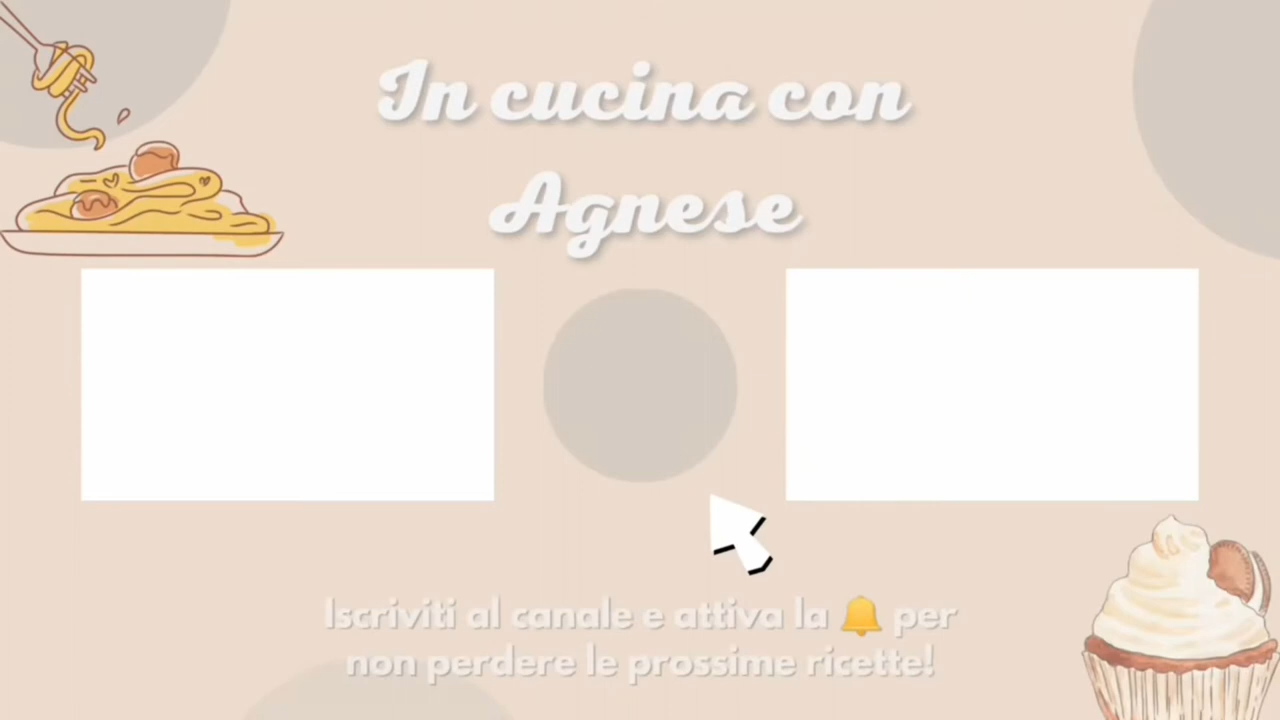 In cucina con
Agnese
Iscriviti al canale e attiva la 🔔 per
non perdere le prossime ricette!